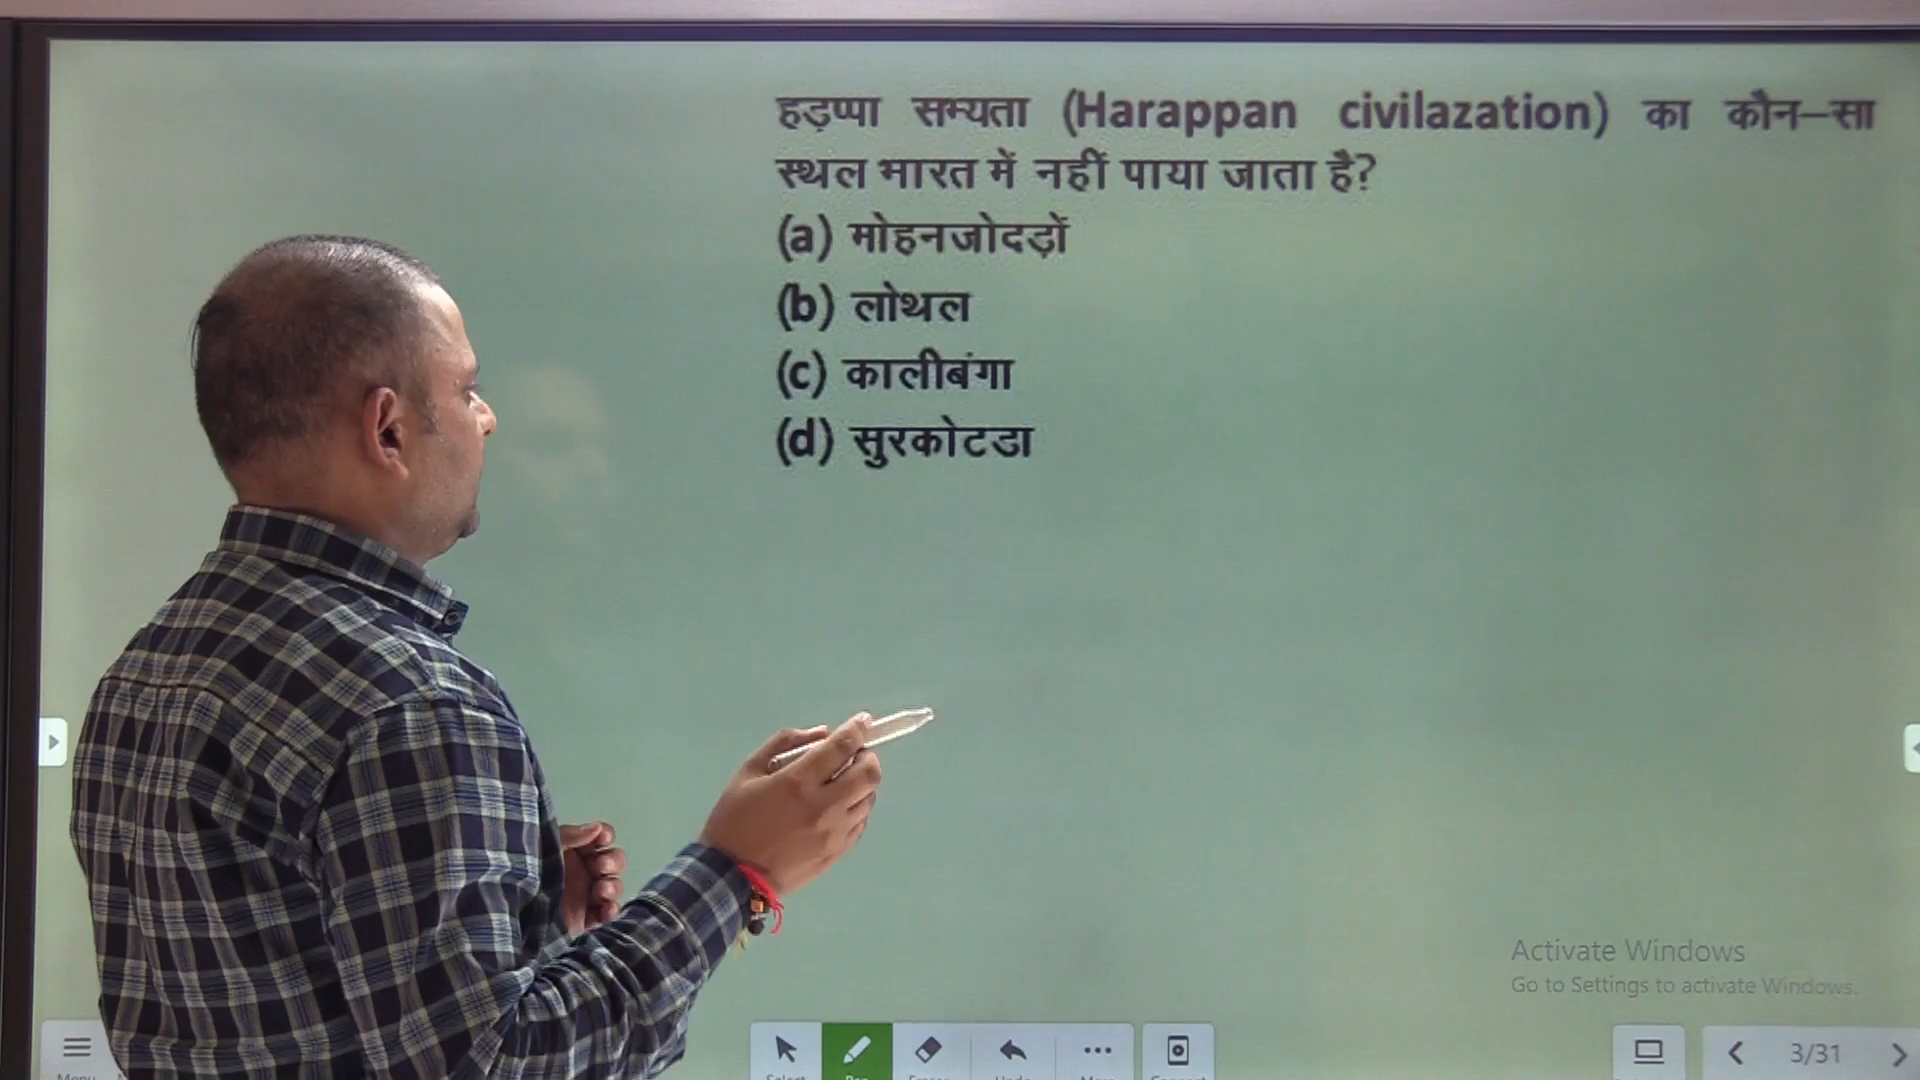 हड़प्पा सभ्यता (Harappan civilazation) का कौन–सा
स्थल भारत में नहीं पाया जाता है?
(a) मोहनजोदड़ों
(b) लोथल
(c) कालीबंगा
(d) सुरकोटडा
Activate Windows
Go to Settings to activate Windows.
3/31